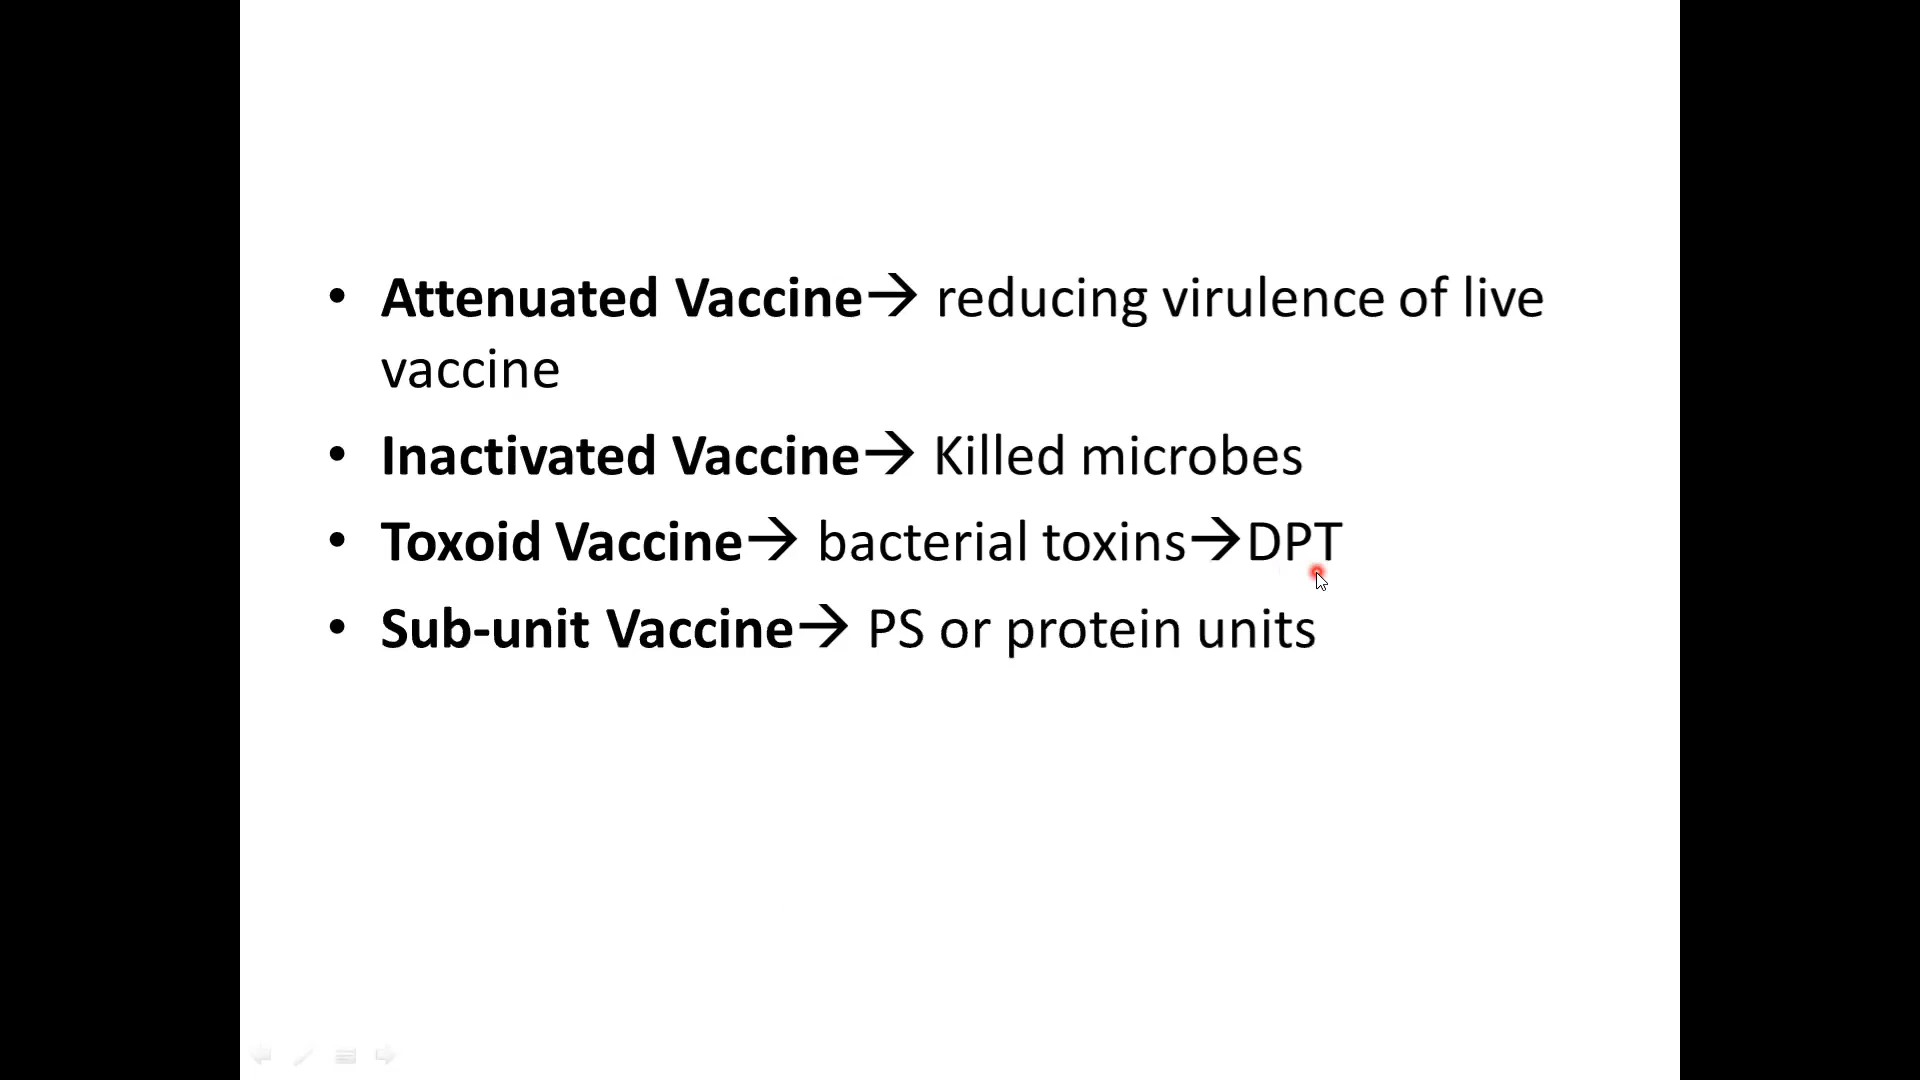 • Attenuated Vaccine→ reducing virulence of live
vaccine
• Inactivated Vaccine→ Killed microbes
• Toxoid Vaccine→ bacterial toxins→DPT
• Sub-unit Vaccine→ PS or protein units